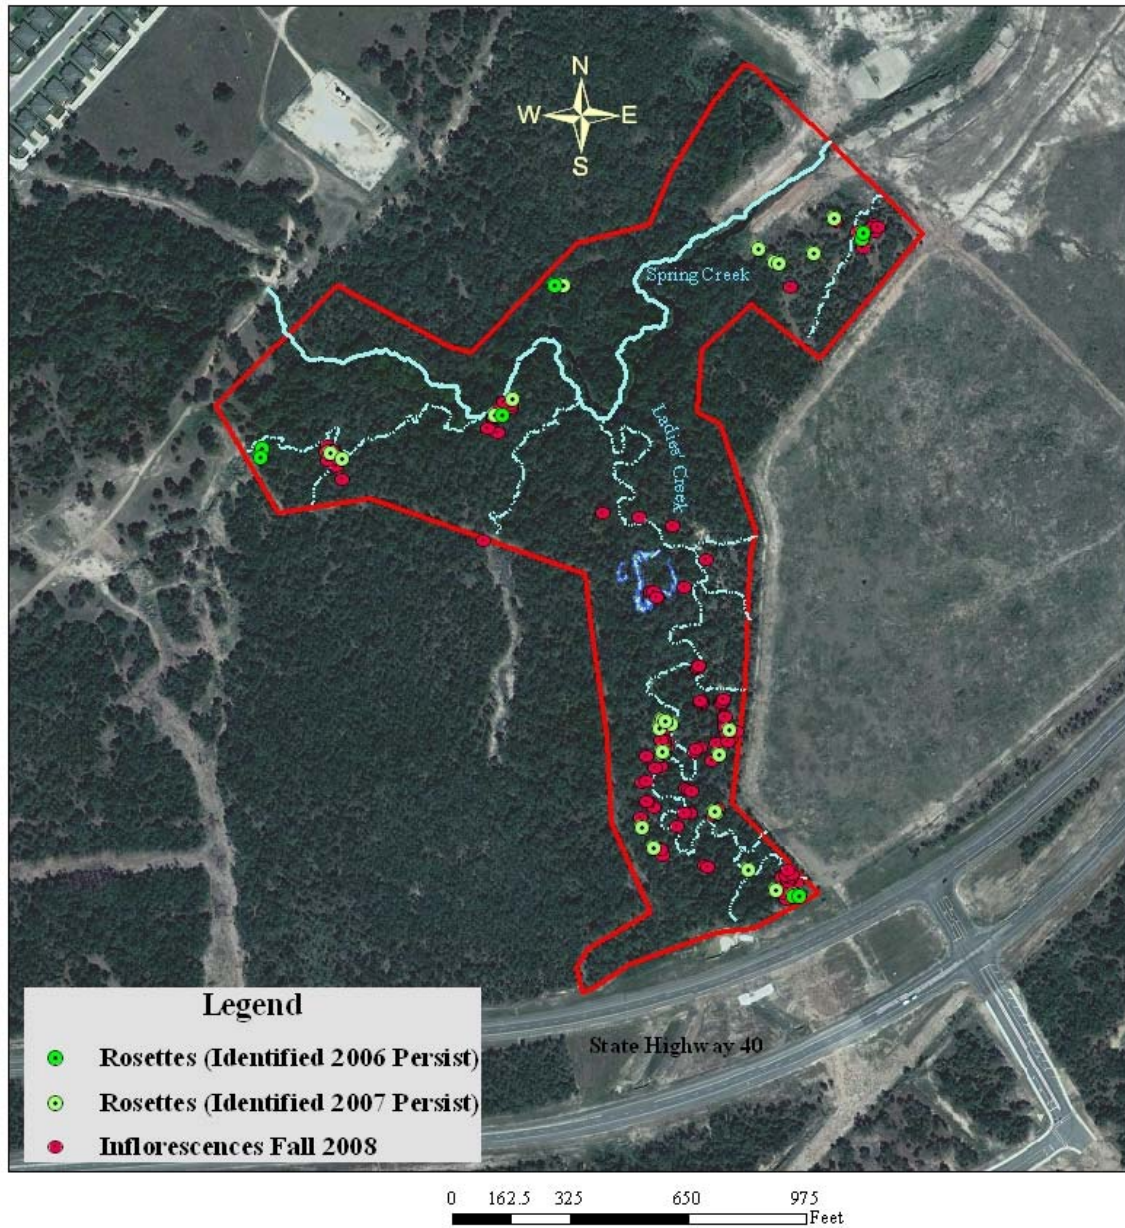 N
W E
S
Spring Creek
Ladies' Creek
Legend
Rosettes (Identified 2006 Persist)
Rosettes (Identified 2007 Persist)
Inflorescences Fall 2008
State Highway 40
0 162.5 325 650 975
Feet